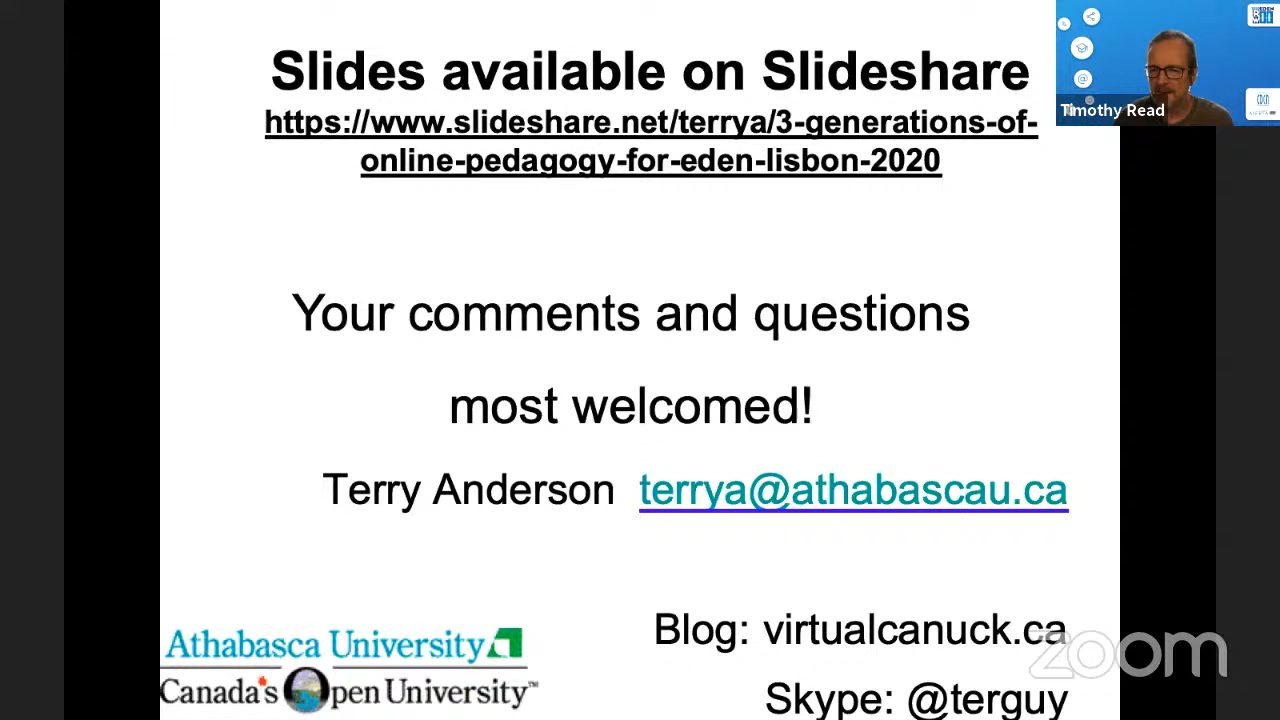 Slides available on Slideshare
https://www.slideshare.net/terrya/3-generations-of-
online-pedagogy-for-eden-lisbon-2020
Timothy Read
Your comments and questions
most welcomed!
Terry Anderson terrya@athabascau.ca
Blog: virtualcanuck.ca
Skype: @terguy
Athabasca University
Canada's Open University™
zoom